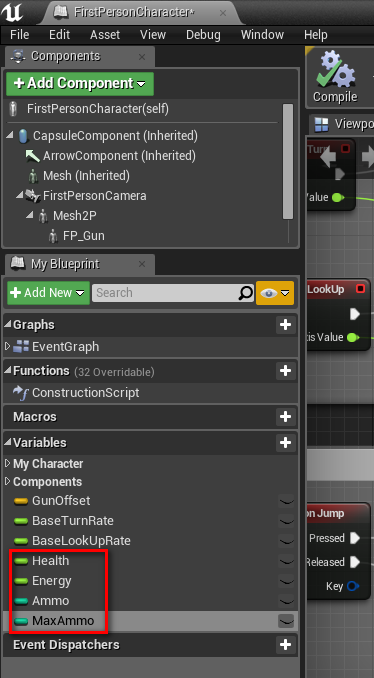 FirstPersonCharacter*
File Edit Asset View Debug Window Help
Components
+ Add Component
Compile
FirstPersonCharacter(self)
CapsuleComponent (Inherited)
ArrowComponent (Inherited)
Mesh (Inherited)
FirstPersonCamera
Mesh2P
FP_Gun
Viewpo
Turn
Value
My Blueprint
+ Add New
Search
LookUp
Graphs
EventGraph
xis Value
Functions (32 Overridable)
ConstructionScript
Macros
Variables
My Character
Components
GunOffset
BaseTurnRate
BaseLookUpRate
Health
Energy
Ammo
MaxAmmo
Event Dispatchers
on Jump
Pressed
Released
Key